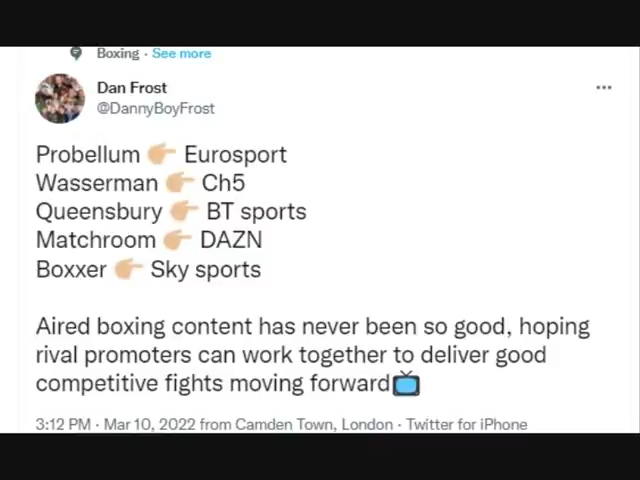 Boxing · See more
Dan Frost
@DannyBoyFrost
Probellum 👉🏼 Eurosport
Wasserman 👉🏼 Ch5
Queensbury 👉🏼 BT sports
Matchroom 👉🏼 DAZN
Boxxer 👉🏼 Sky sports
Aired boxing content has never been so good, hoping
rival promoters can work together to deliver good
competitive fights moving forward📺
3:12 PM · Mar 10, 2022 from Camden Town, London · Twitter for iPhone